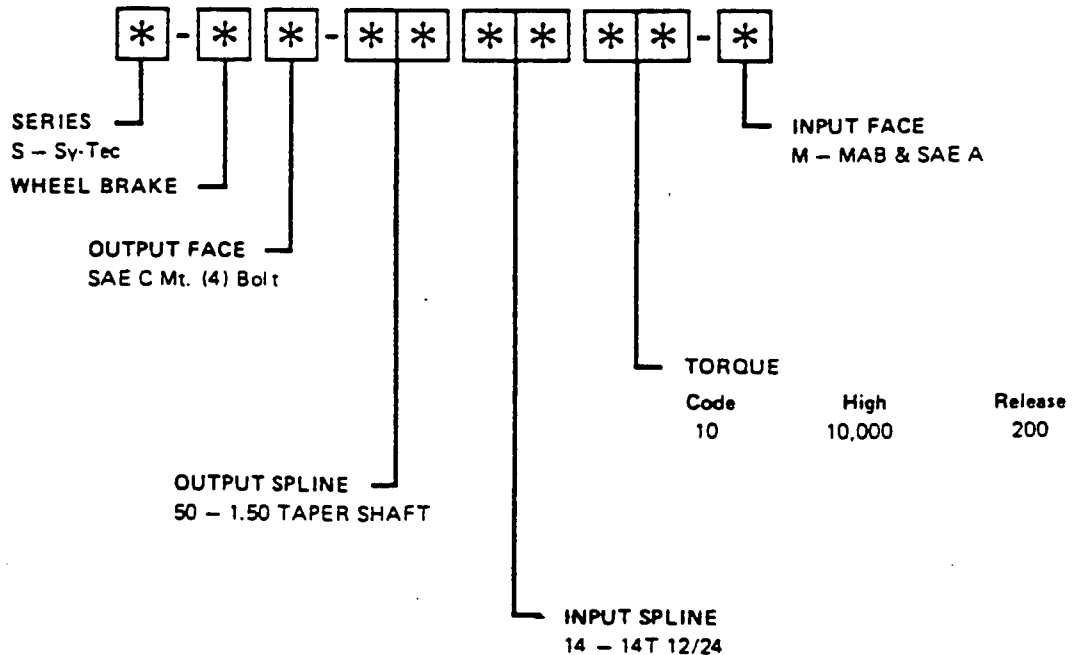 * - * * - * * * * * * - *
SERIES
S – Sy-Tec
INPUT FACE
M – MAB & SAE A
WHEEL BRAKE
OUTPUT FACE
SAE C Mt. (4) Bolt
TORQUE
Code High Release
10 10,000 200
OUTPUT SPLINE
50 – 1.50 TAPER SHAFT
INPUT SPLINE
14 – 14T 12/24